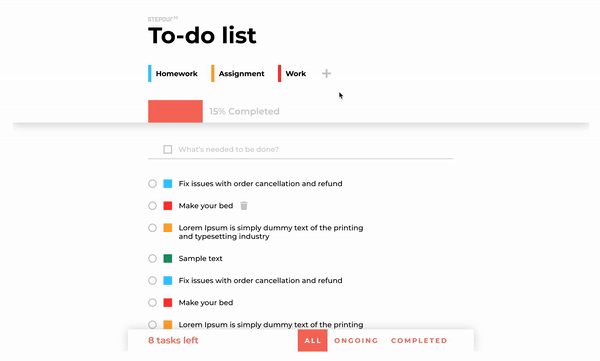 STEPOUT
To-do list
Homework
Assignment
Work
15% Completed
What's needed to be done?
Fix issues with order cancellation and refund
Make your bed
Lorem Ipsum is simply dummy text of the printing
and typesetting industry
Sample text
Fix issues with order cancellation and refund
Make your bed
Lorem Ipsum is simply dummy text of the printing
8 tasks left
ALL
ONGOING
COMPLETED